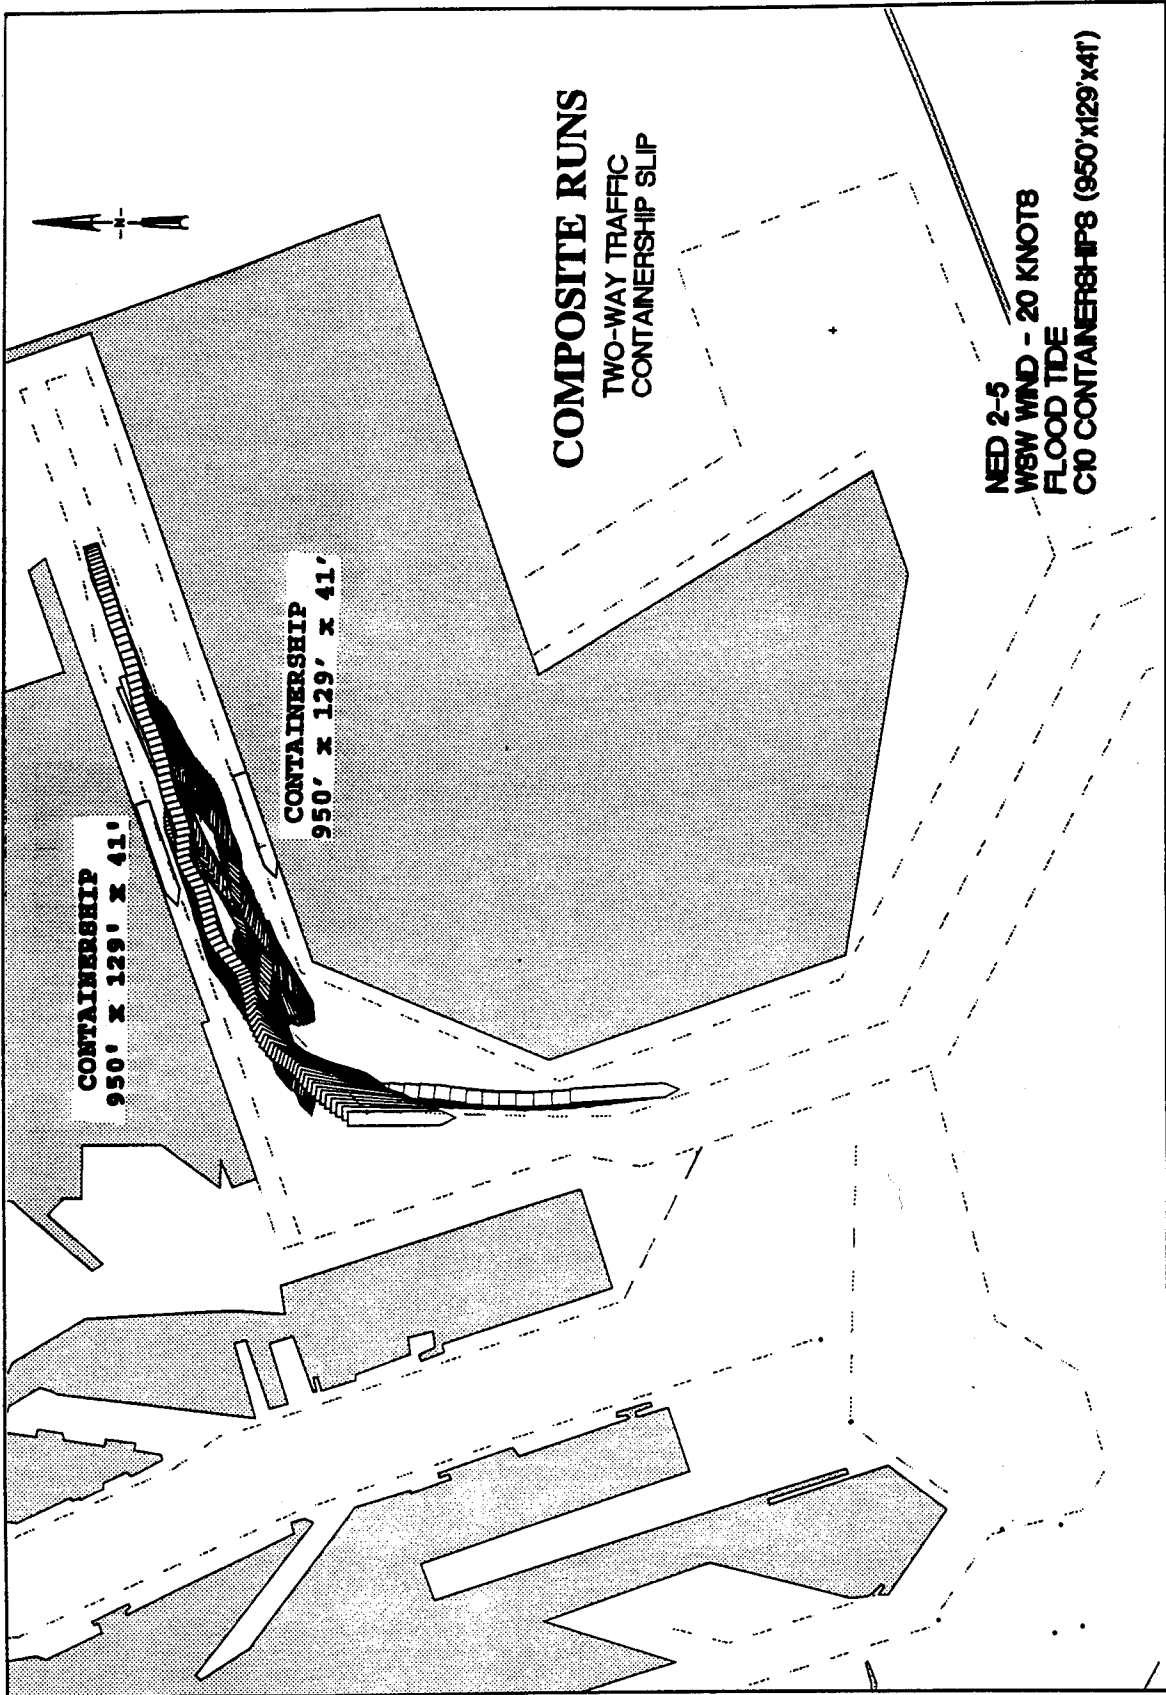 COMPOSITE RUNS
TWO-WAY TRAFFIC
CONTAINERSHIP SLIP
CONTAINERSHIP
950' x 129' x 41'
CONTAINERSHIP
950' x 129' x 41'
NED 2-5
WSW WIND - 20 KNOTS
FLOOD TIDE
C10 CONTAINERSHIPS (950'x129'x41')
N